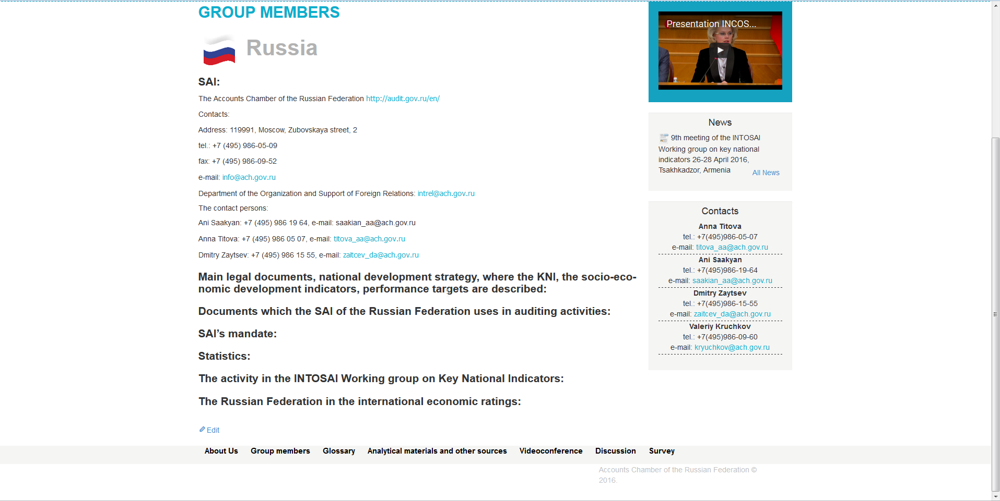 GROUP MEMBERS
Russia
SAI:
The Accounts Chamber of the Russian Federation http://audit.gov.ru/en/
Contacts:
Address: 119991, Moscow, Zubovskaya street, 2
tel.: +7 (495) 986-05-09
fax: +7 (495) 986-09-52
e-mail: info@ach.gov.ru
Department of the Organization and Support of Foreign Relations: intrel@ach.gov.ru
The contact persons:
Ani Saakyan: +7 (495) 986 19 64, e-mail: saakian_aa@ach.gov.ru
Anna Titova: +7 (495) 986 05 07, e-mail: titova_aa@ach.gov.ru
Dmitry Zaytsev: +7 (495) 986 15 55, e-mail: zaitcev_da@ach.gov.ru
Main legal documents, national development strategy, where the KNI, the socio-eco-
nomic development indicators, performance targets are described:
Documents which the SAI of the Russian Federation uses in auditing activities:
SAI’s mandate:
Statistics:
The activity in the INTOSAI Working group on Key National Indicators:
The Russian Federation in the international economic ratings:
Edit
Presentation INCOS...
News
9th meeting of the INTOSAI
Working group on key national
indicators 26-28 April 2016,
Tsakhkadzor, Armenia
All News
Contacts
Anna Titova
tel.: +7(495)986-05-07
e-mail: titova_aa@ach.gov.ru
Ani Saakyan
tel.: +7(495)986-19-64
e-mail: saakian_aa@ach.gov.ru
Dmitry Zaytsev
tel.: +7(495)986-15-55
e-mail: zaitcev_da@ach.gov.ru
Valeriy Kruchkov
tel.: +7(495)986-09-60
e-mail: kryuchkov@ach.gov.ru
About Us Group members Glossary Analytical materials and other sources Videoconference Discussion Survey
Accounts Chamber of the Russian Federation ©
2016.